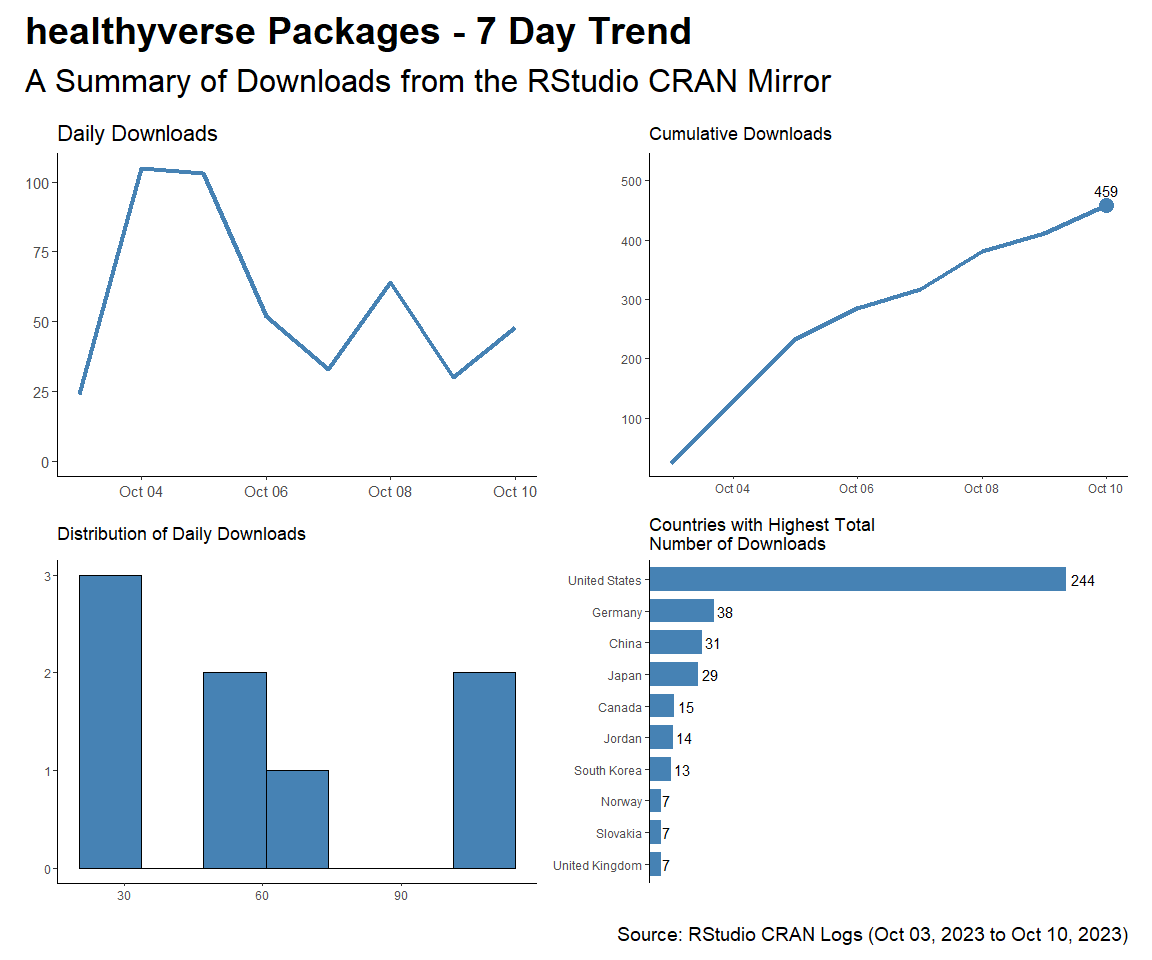 healthyverse Packages - 7 Day Trend
A Summary of Downloads from the RStudio CRAN Mirror
Daily Downloads
100
75
50
25
0
Oct 04 Oct 06 Oct 08 Oct 10
Cumulative Downloads
500
400
300
200
100
459
Oct 04 Oct 06 Oct 08 Oct 10
Distribution of Daily Downloads
3
2
1
0
30 60 90
Countries with Highest Total
Number of Downloads
United States 244
Germany 38
China 31
Japan 29
Canada 15
Jordan 14
South Korea 13
Norway 7
Slovakia 7
United Kingdom 7
Source: RStudio CRAN Logs (Oct 03, 2023 to Oct 10, 2023)